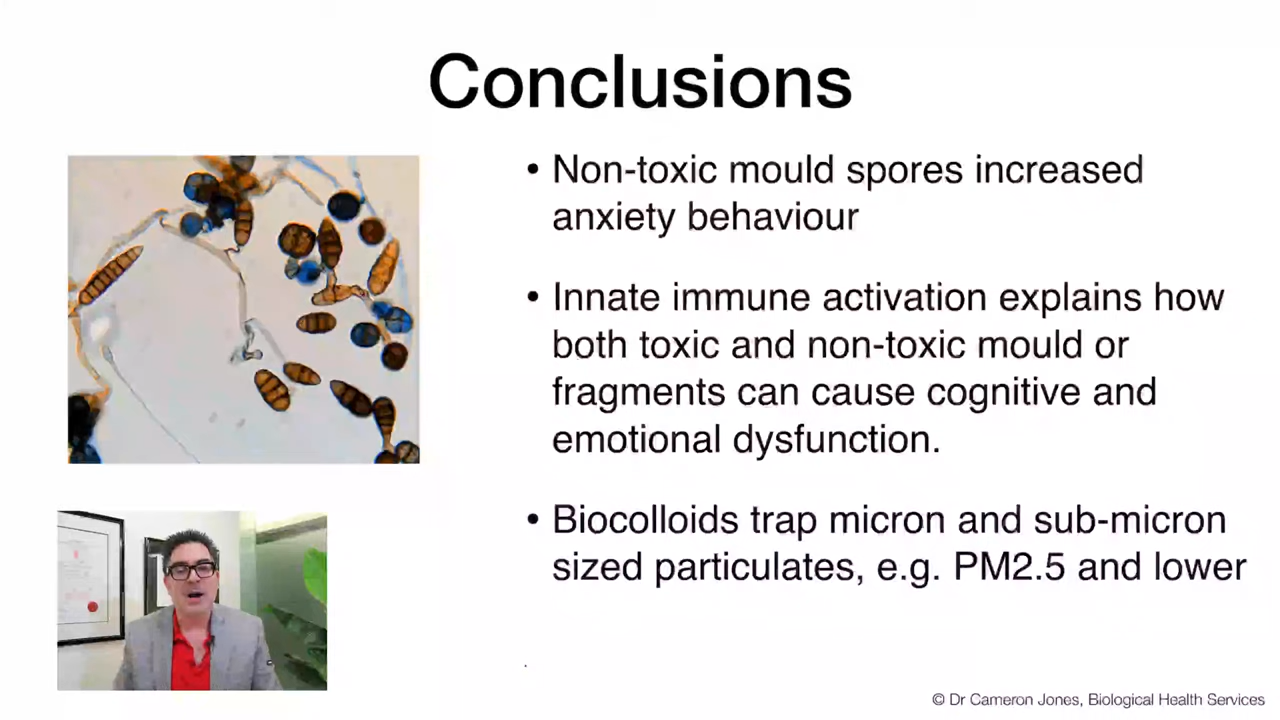 Conclusions
• Non-toxic mould spores increased
anxiety behaviour
• Innate immune activation explains how
both toxic and non-toxic mould or
fragments can cause cognitive and
emotional dysfunction.
• Biocolloids trap micron and sub-micron
sized particulates, e.g. PM2.5 and lower
© Dr Cameron Jones, Biological Health Services